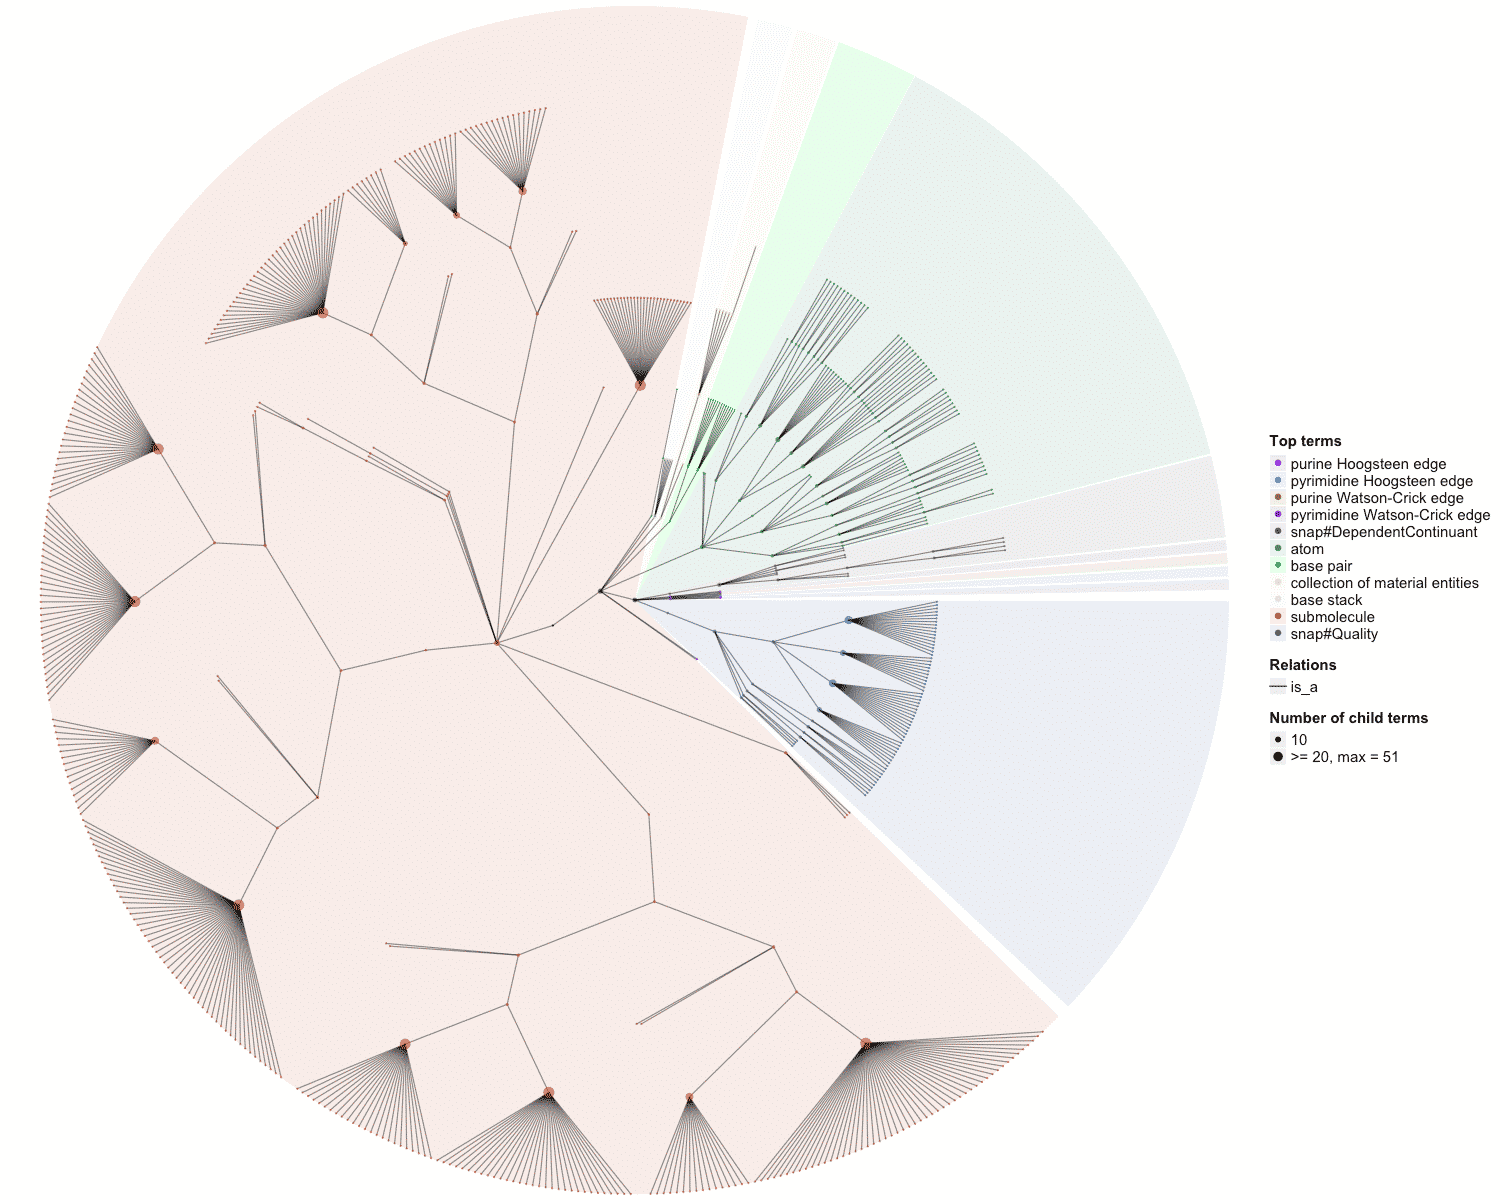 Top terms
purine Hoogsteen edge
pyrimidine Hoogsteen edge
purine Watson-Crick edge
pyrimidine Watson-Crick edge
snap#DependentContinuant
atom
base pair
collection of material entities
base stack
submolecule
snap#Quality
Relations
is_a
Number of child terms
10
>= 20, max = 51